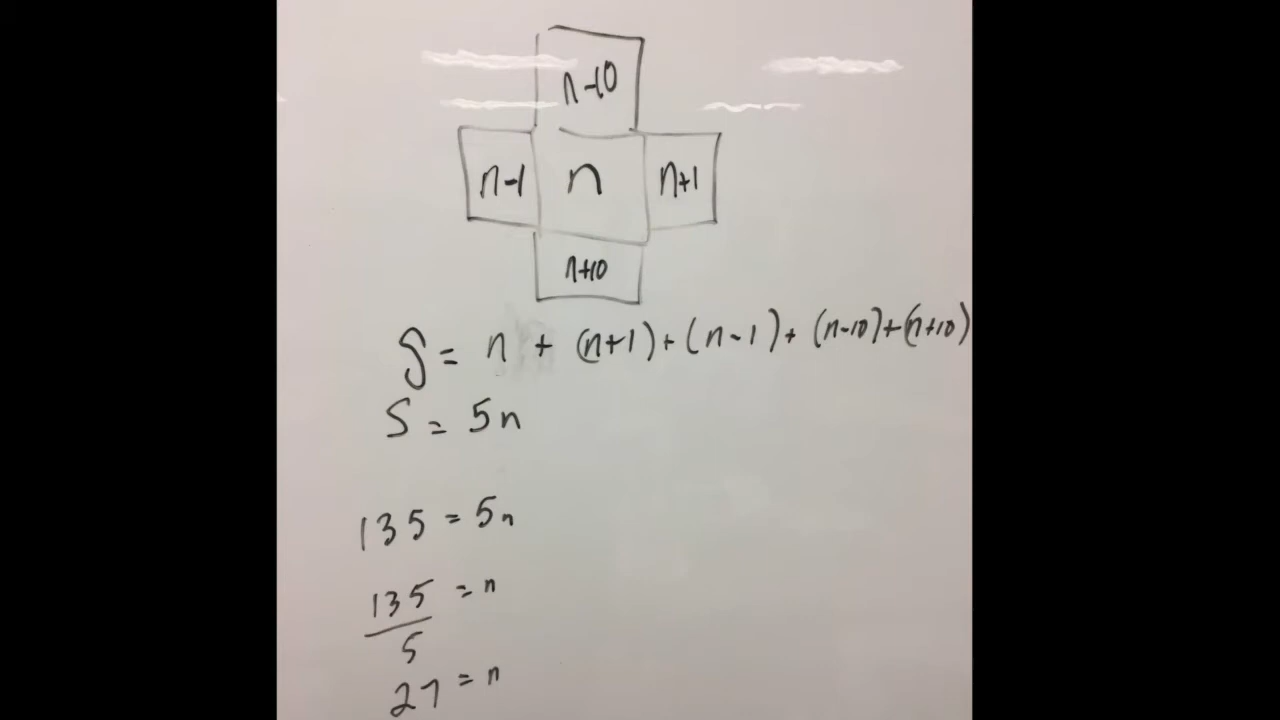 n-10
n-1 n n+1
n+10
S = n + (n+1) + (n-1) + (n-10) + (n+10)
S = 5n
135 = 5n
135 = n
5
27 = n